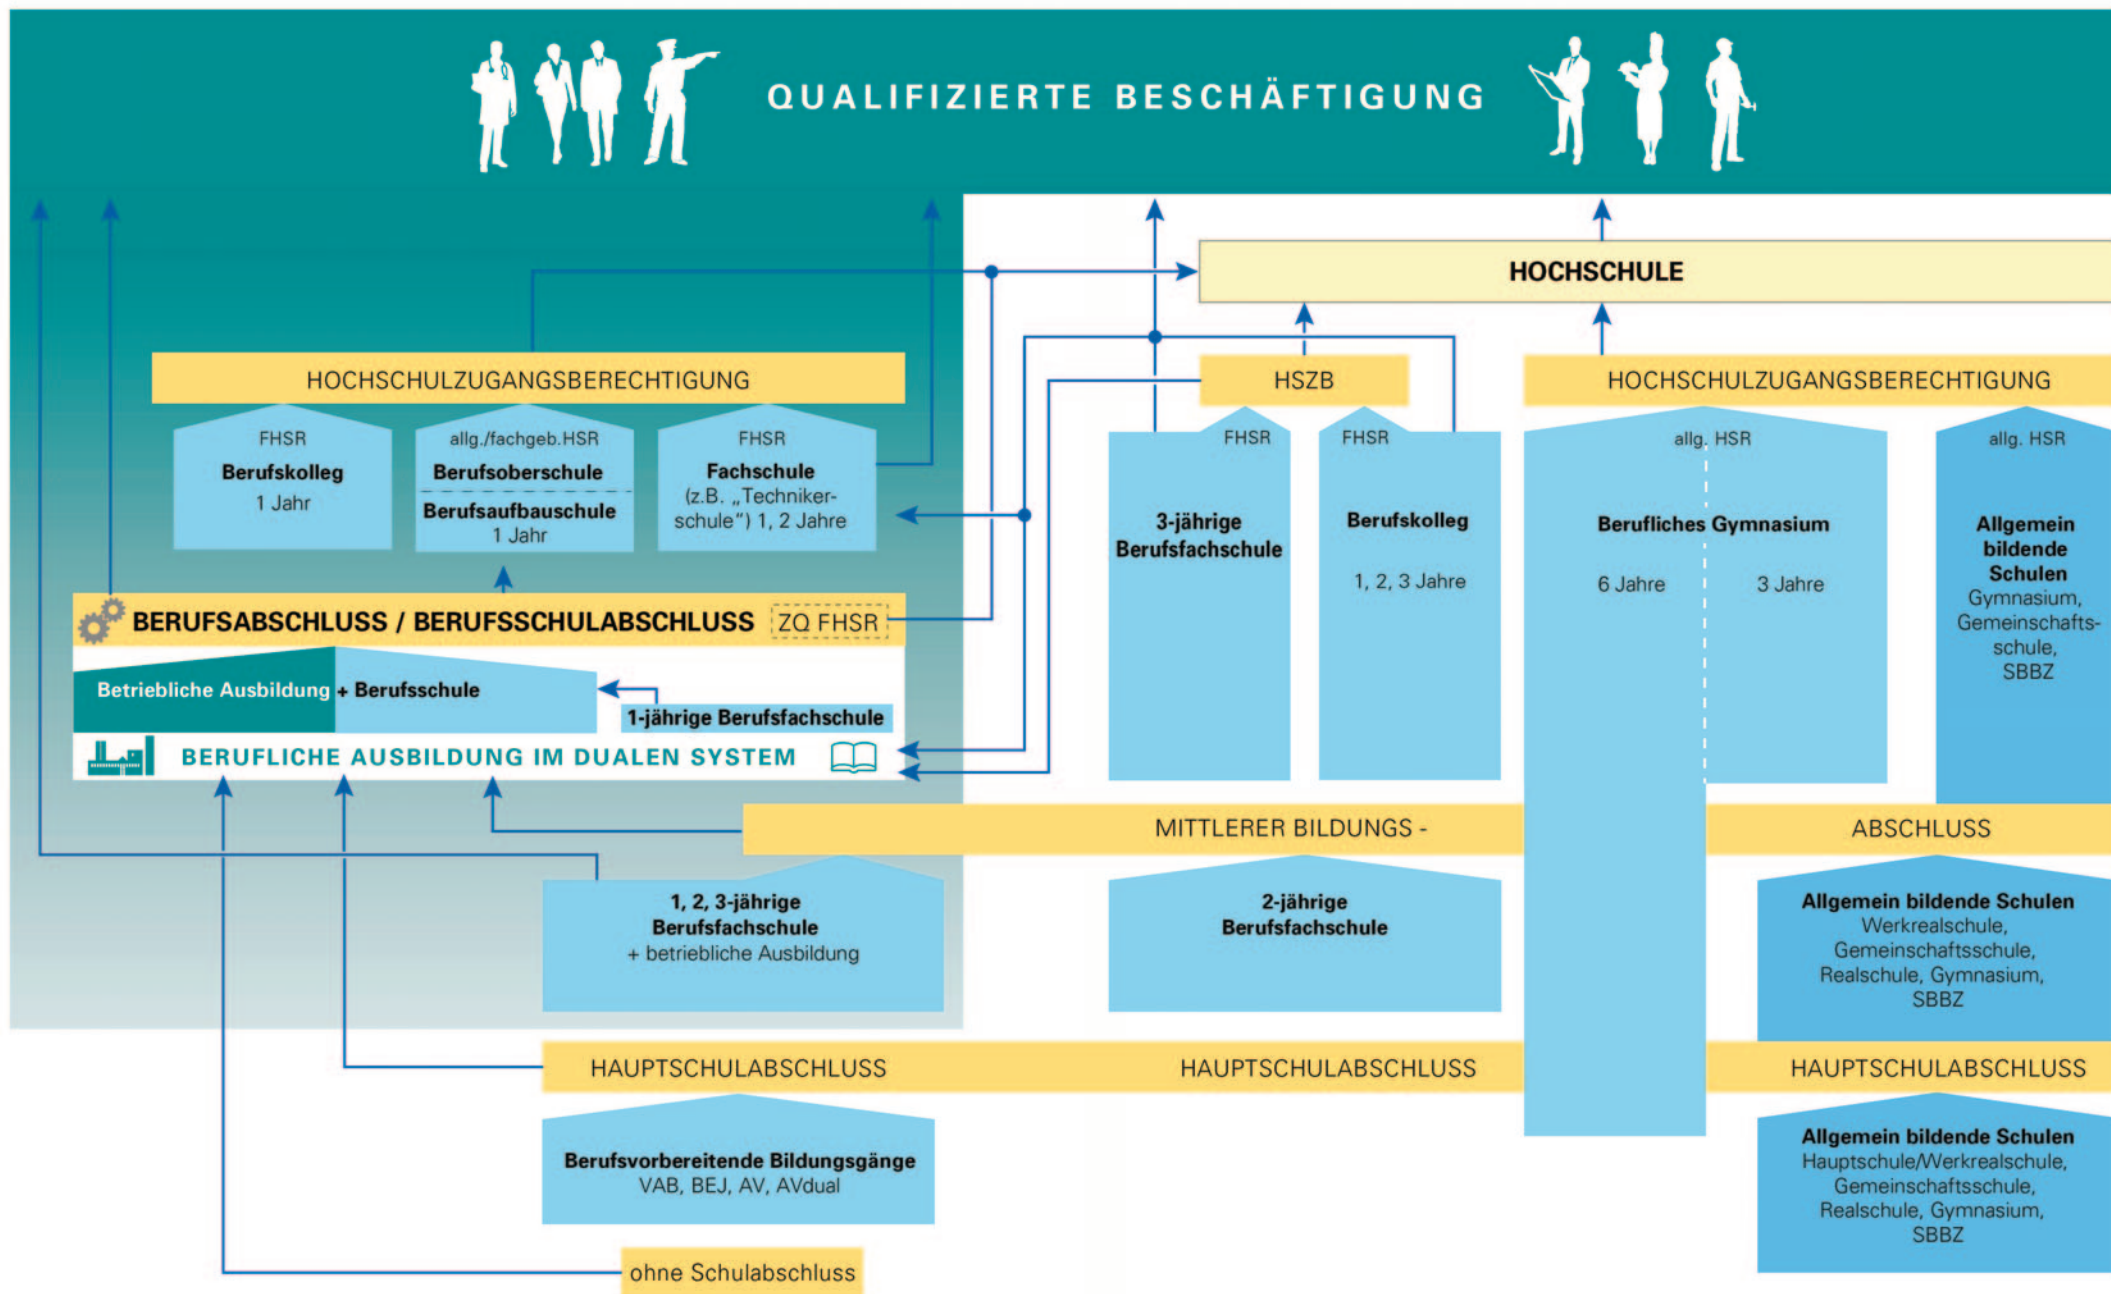 QUALIFIZIERTE BESCHÄFTIGUNG
HOCHSCHULE
HOCHSCHULZUGANGSBERECHTIGUNG
HSZB
HOCHSCHULZUGANGSBERECHTIGUNG
FHSR
Berufskolleg
1 Jahr
allg./fachgeb.HSR
Berufsoberschule
Berufsaufbauschule
1 Jahr
FHSR
Fachschule
(z.B. „Techniker-
schule“) 1, 2 Jahre
FHSR
3-jährige
Berufsfachschule
FHSR
Berufskolleg
1, 2, 3 Jahre
allg. HSR
Berufliches Gymnasium
6 Jahre
3 Jahre
allg. HSR
Allgemein
bildende
Schulen
Gymnasium,
Gemeinschafts-
schule,
SBBZ
BERUFSABSCHLUSS / BERUFSSCHULABSCHLUSS
ZQ FHSR
Betriebliche Ausbildung + Berufsschule
1-jährige Berufsfachschule
BERUFLICHE AUSBILDUNG IM DUALEN SYSTEM
MITTLERER BILDUNGS -
ABSCHLUSS
1, 2, 3-jährige
Berufsfachschule
+ betriebliche Ausbildung
2-jährige
Berufsfachschule
Allgemein bildende Schulen
Werkrealschule,
Gemeinschaftsschule,
Realschule, Gymnasium,
SBBZ
HAUPTSCHULABSCHLUSS
HAUPTSCHULABSCHLUSS
HAUPTSCHULABSCHLUSS
Berufsvorbereitende Bildungsgänge
VAB, BEJ, AV, AVdual
Allgemein bildende Schulen
Hauptschule/Werkrealschule,
Gemeinschaftsschule,
Realschule, Gymnasium,
SBBZ
ohne Schulabschluss